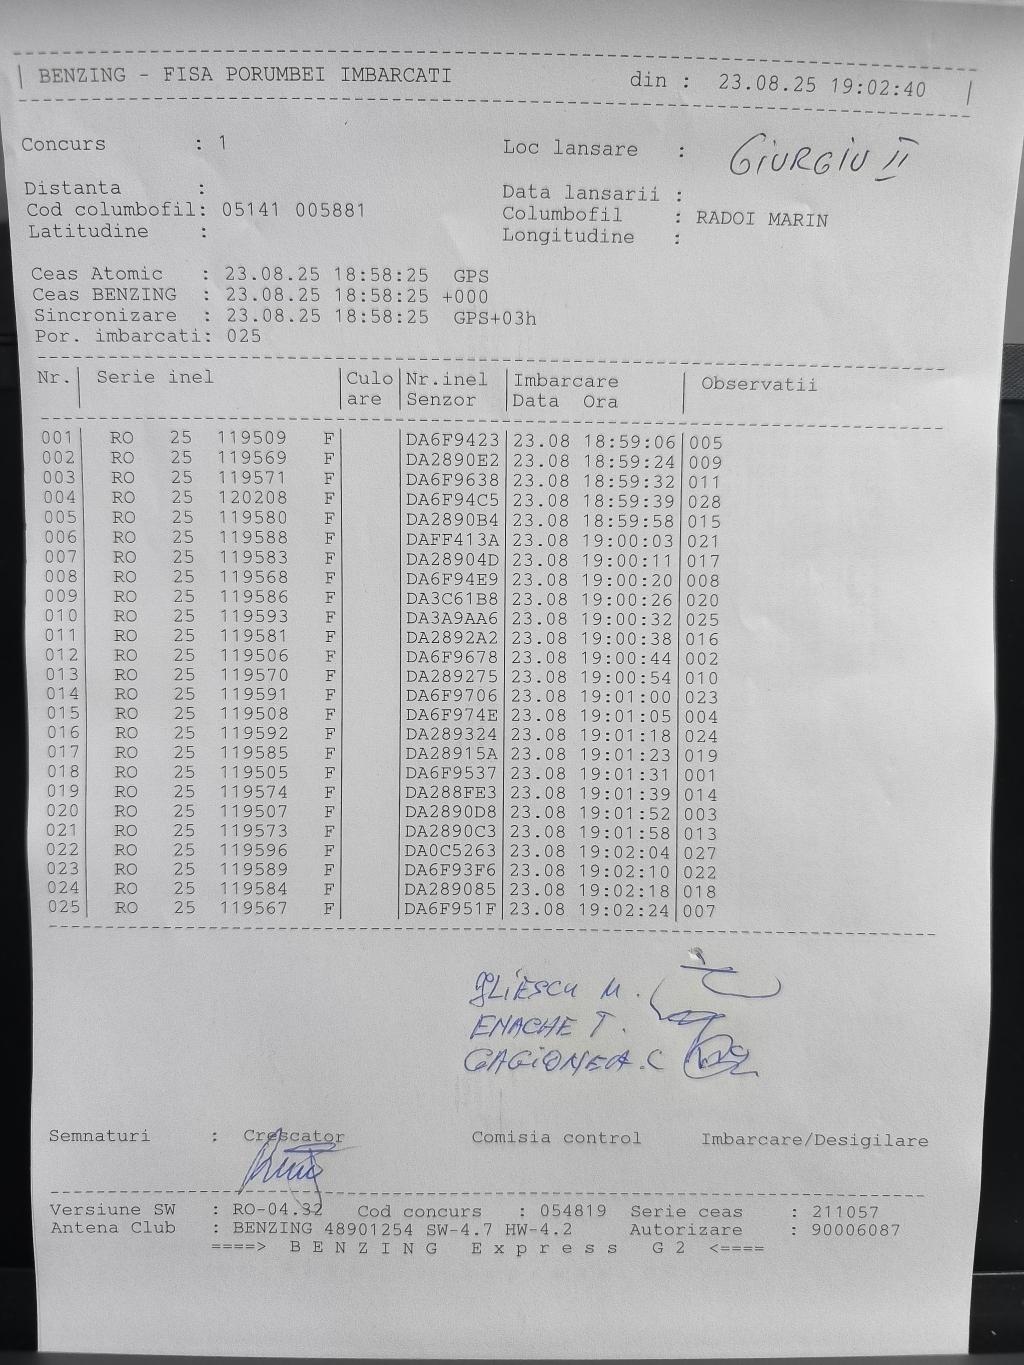 BENZING - FISA PORUMBEI IMBARCATI din : 23.08.25 19:02:40
Concurs : 1 Loc lansare : GIURGIU II
Distanta : Data lansarii :
Cod columbofil: 05141 005881 Columbofil : RADOI MARIN
Latitudine : Longitudine :
Ceas Atomic : 23.08.25 18:58:25 GPS
Ceas BENZING : 23.08.25 18:58:25 +000
Sincronizare : 23.08.25 18:58:25 GPS+03h
Por. imbarcati: 025
Nr. Serie inel Culo Nr.inel Imbarcare Observatii
are Senzor Data Ora
001 RO 25 119509 F DA6F9423 23.08 18:59:06 005
002 RO 25 119569 F DA2890E2 23.08 18:59:24 009
003 RO 25 119571 F DA6F9638 23.08 18:59:32 011
004 RO 25 120208 F DA6F94C5 23.08 18:59:39 028
005 RO 25 119580 F DA2890B4 23.08 18:59:58 015
006 RO 25 119588 F DAFF413A 23.08 19:00:03 021
007 RO 25 119583 F DA28904D 23.08 19:00:11 017
008 RO 25 119568 F DA6F94E9 23.08 19:00:20 008
009 RO 25 119586 F DA3C61B8 23.08 19:00:26 020
010 RO 25 119593 F DA3A9AA6 23.08 19:00:32 025
011 RO 25 119581 F DA2892A2 23.08 19:00:38 016
012 RO 25 119506 F DA6F9678 23.08 19:00:44 002
013 RO 25 119570 F DA289275 23.08 19:00:54 010
014 RO 25 119591 F DA6F9706 23.08 19:01:00 023
015 RO 25 119508 F DA6F974E 23.08 19:01:05 004
016 RO 25 119592 F DA289324 23.08 19:01:18 024
017 RO 25 119585 F DA28915A 23.08 19:01:23 019
018 RO 25 119505 F DA6F9537 23.08 19:01:31 001
019 RO 25 119574 F DA288FE3 23.08 19:01:39 014
020 RO 25 119507 F DA2890D8 23.08 19:01:52 003
021 RO 25 119573 F DA2890C3 23.08 19:01:58 013
022 RO 25 119596 F DA0C5263 23.08 19:02:04 027
023 RO 25 119589 F DA6F93F6 23.08 19:02:10 022
024 RO 25 119584 F DA289085 23.08 19:02:18 018
025 RO 25 119567 F DA6F951F 23.08 19:02:24 007
ILIESCU M.
ENACHE T.
GAGIONEA.C
Semnaturi : Crescator Comisia control Imbarcare/Desigilare
Versiune SW : RO-04.32 Cod concurs : 054819 Serie ceas : 211057
Antena Club : BENZING 48901254 SW-4.7 HW-4.2 Autorizare : 90006087
====> B E N Z I N G E x p r e s s G 2 <====